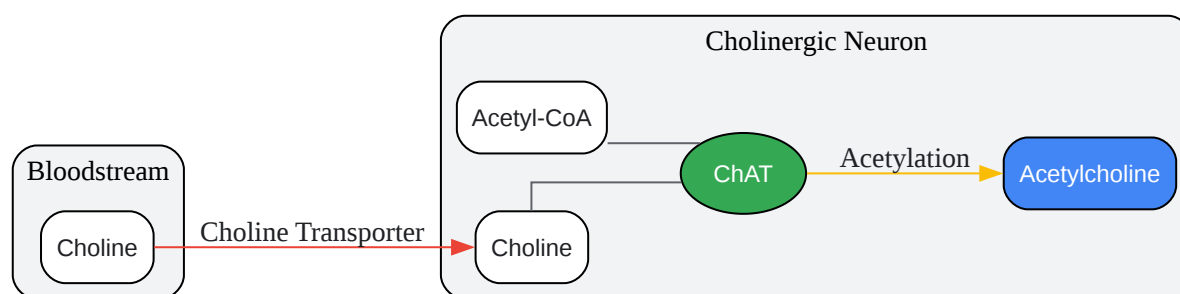 Cholinergic Neuron
Acetyl-CoA
Bloodstream
ChAT
Acetylation
Acetylcholine
Choline
Choline Transporter
Choline